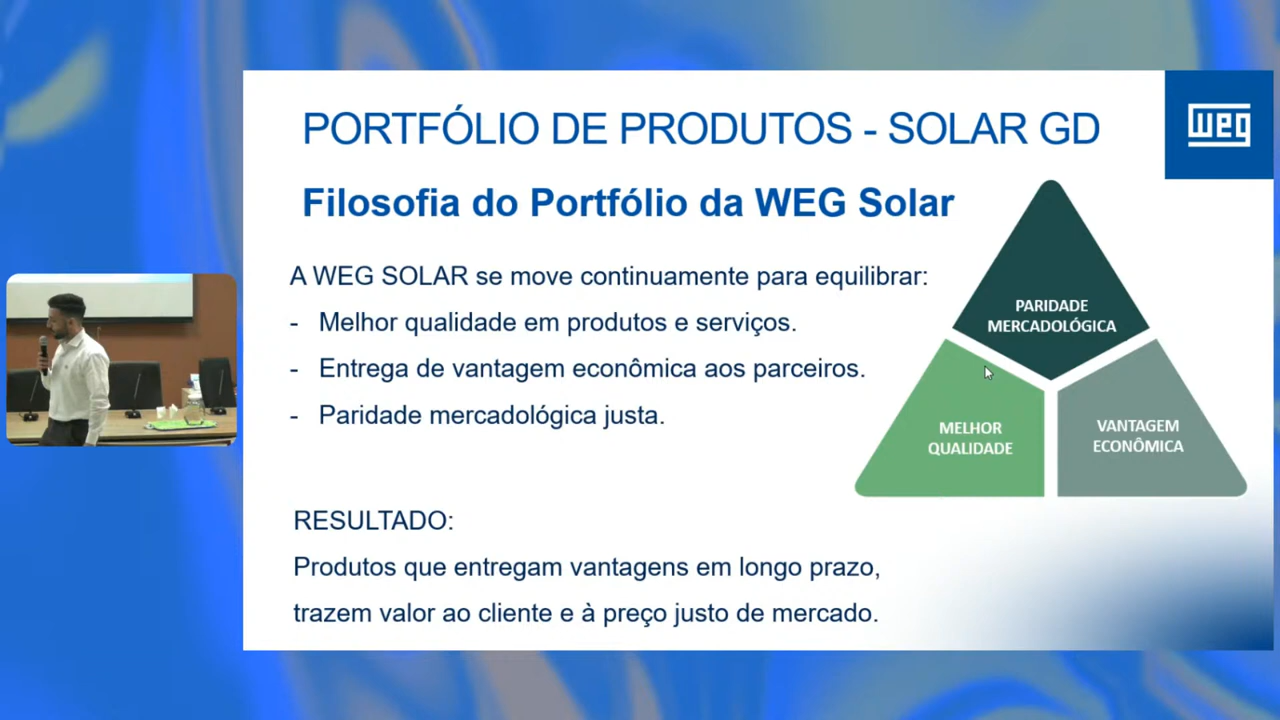 PORTFÓLIO DE PRODUTOS - SOLAR GD
weg
Filosofia do Portfólio da WEG Solar
A WEG SOLAR se move continuamente para equilibrar:
- Melhor qualidade em produtos e serviços.
- Entrega de vantagem econômica aos parceiros.
- Paridade mercadológica justa.
PARIDADE
MERCADOLÓGICA
MELHOR
QUALIDADE
VANTAGEM
ECONÔMICA
RESULTADO:
Produtos que entregam vantagens em longo prazo,
trazem valor ao cliente e à preço justo de mercado.